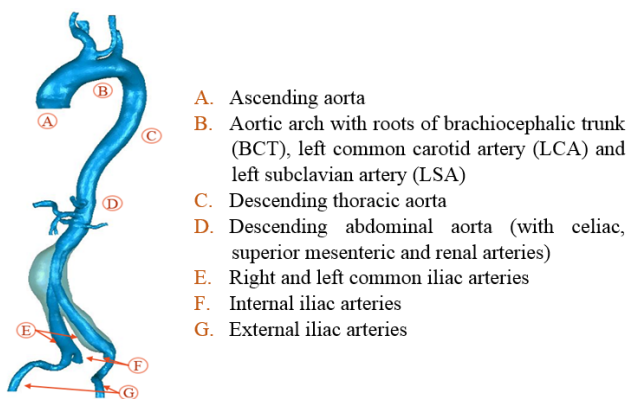 A
B
C
D
E
F
G
A. Ascending aorta
B. Aortic arch with roots of brachiocephalic trunk
(BCT), left common carotid artery (LCA) and
left subclavian artery (LSA)
C. Descending thoracic aorta
D. Descending abdominal aorta (with celiac,
superior mesenteric and renal arteries)
E. Right and left common iliac arteries
F. Internal iliac arteries
G. External iliac arteries